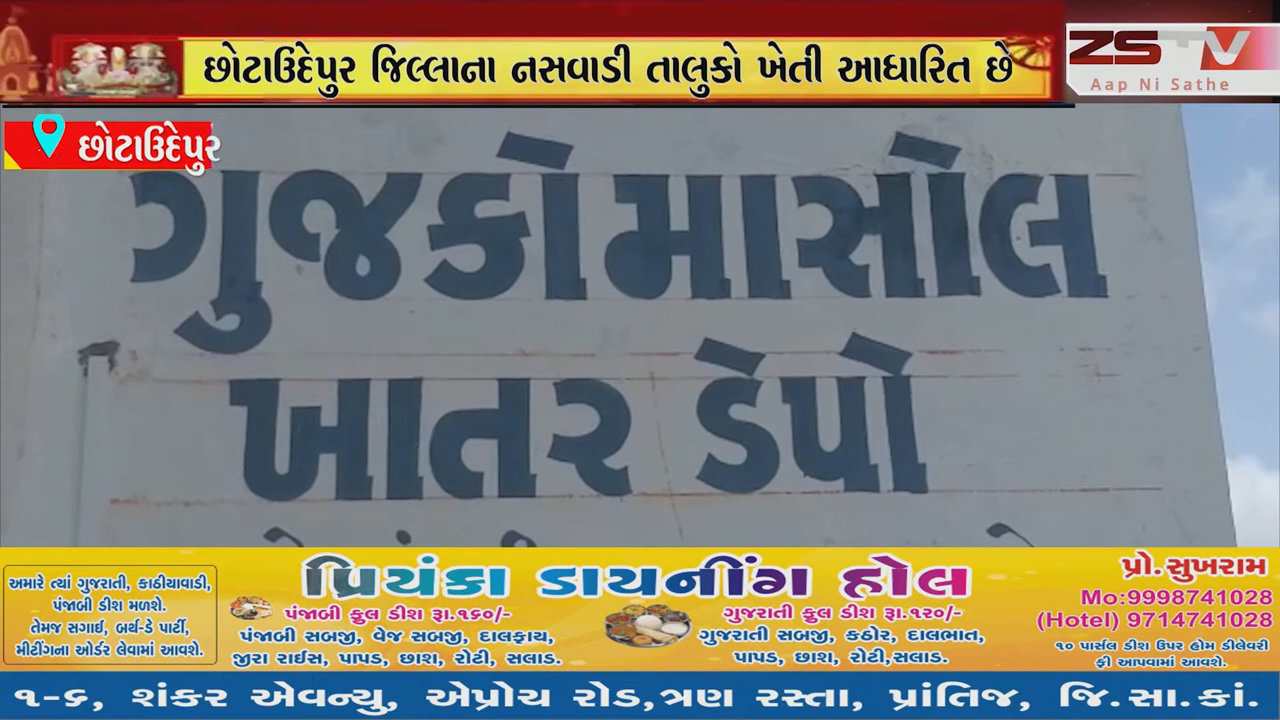 છોટાઉદેપુર જિલ્લાના નસવાડી તાલુકો ખેતી આધારિત છે
ZSTV
Aap Ni Sathe
છોટાઉદેપુર
ગુજકોમાસોલ
ખાતર ડેપો
પ્રિયંકા ડાયનીંગ હોલ
અમારે ત્યાં ગુજરાતી, કાઠીયાવાડી,
પંજાબી ડીશ મળશે.
તેમજ સગાઈ, બર્થ-ડે પાર્ટી,
મીટીંગના ઓર્ડર લેવામાં આવશે.
પંજાબી ફુલ ડીશ રૂા.૧૬૦/-
પંજાબી સબજી, વેજ સબજી, દાલફ્રાય,
જીરા રાઈસ, પાપડ, છાશ, રોટી, સલાડ.
ગુજરાતી ફુલ ડીશ રૂા.૧૨૦/-
ગુજરાતી સબજી, કઠોર, દાલભાત,
પાપડ, છાશ, રોટી,સલાડ.
પ્રો.સુખરામ
Mo:9998741028
(Hotel) 9714741028
૧૦ પાર્સલ ડીશ ઉપર હોમ ડીલેવરી
ફ્રી આપવામાં આવશે.
૧-૬, શંકર એવન્યુ, એપ્રોચ રોડ,ત્રણ રસ્તા, પ્રાંતિજ, જિ.સા.કાં.